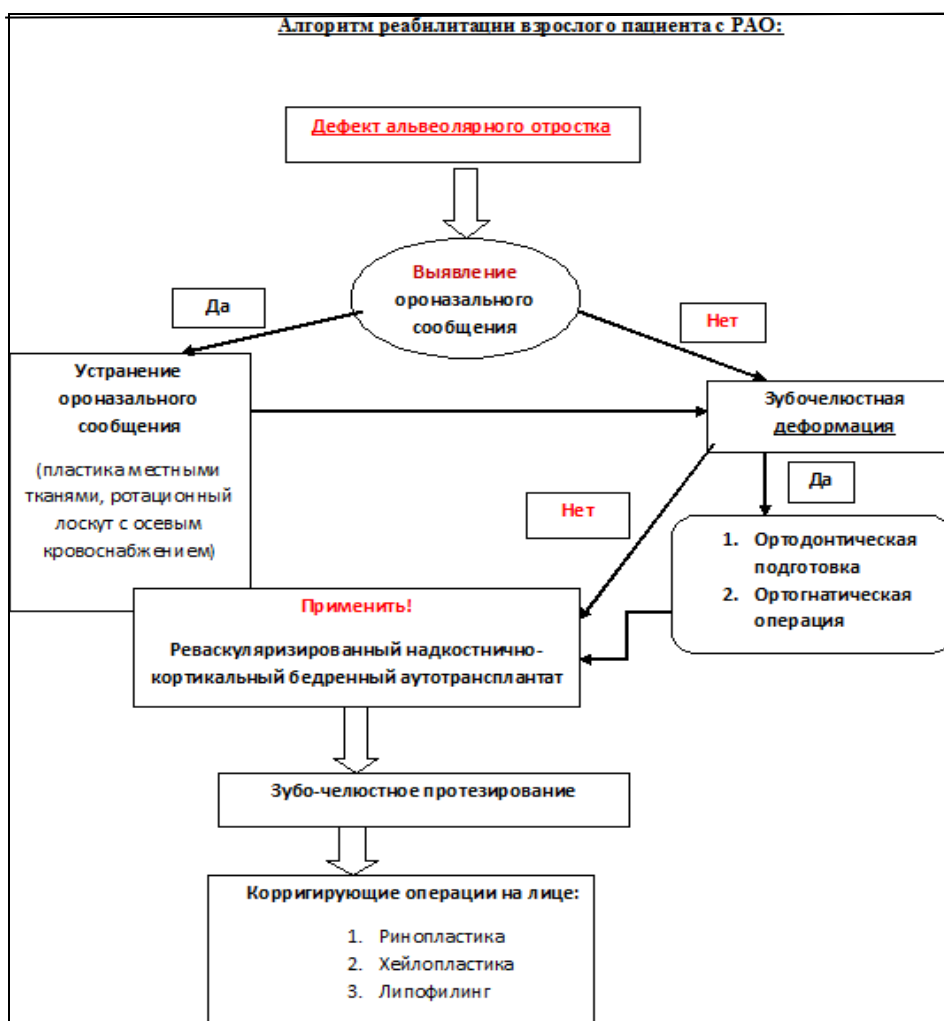 Алгоритм реабилитации взрослого пациента с РАО:
Дефект альвеолярного отростка
Выявление
ороназального
сообщения
Да
Нет
Устранение
ороназального
сообщения
(пластика местными
тканями, ротационный
лоскут с осевым
кровоснабжением)
Зубочелюстная
деформация
Нет
Да
1. Ортодонтическая
подготовка
2. Ортогнатическая
операция
Применить!
Реваскуляризированный надкостнично-
кортикальный бедренный аутотрансплантат
Зубо-челюстное протезирование
Корригирующие операции на лице:
1. Ринопластика
2. Хейлопластика
3. Липофилинг